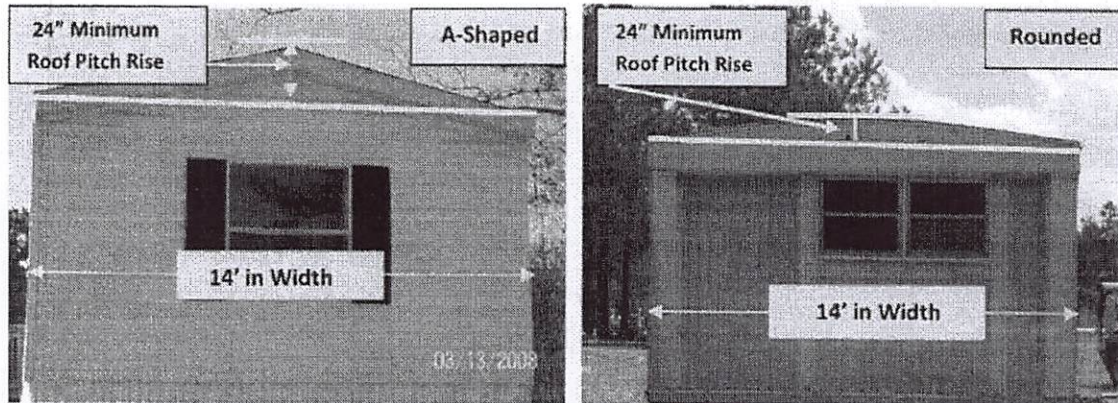 24" Minimum
Roof Pitch Rise
A-Shaped
14' in Width
03/13/2008
24" Minimum
Roof Pitch Rise
Rounded
14' in Width